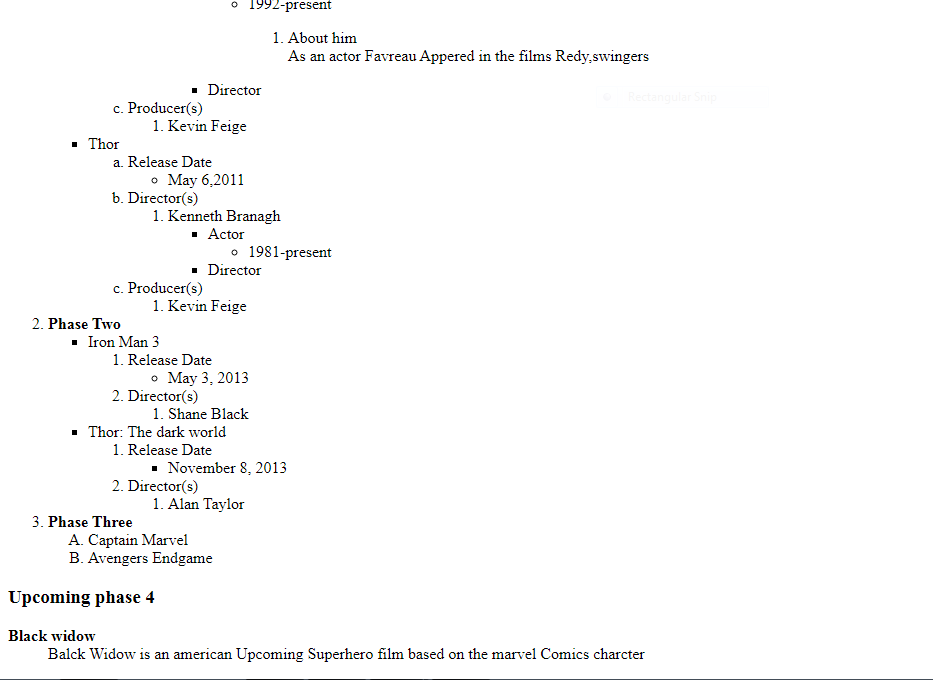 1992-present
1. About him
As an actor Favreau Appered in the films Redy,swingers
Director
c. Producer(s)
1. Kevin Feige
Thor
a. Release Date
May 6,2011
b. Director(s)
1. Kenneth Branagh
Actor
1981-present
Director
c. Producer(s)
1. Kevin Feige
2. Phase Two
Iron Man 3
1. Release Date
May 3, 2013
2. Director(s)
1. Shane Black
Thor: The dark world
1. Release Date
November 8, 2013
2. Director(s)
1. Alan Taylor
3. Phase Three
A. Captain Marvel
B. Avengers Endgame
Upcoming phase 4
Black widow
Balck Widow is an american Upcoming Superhero film based on the marvel Comics charcter
Rectangular Snip